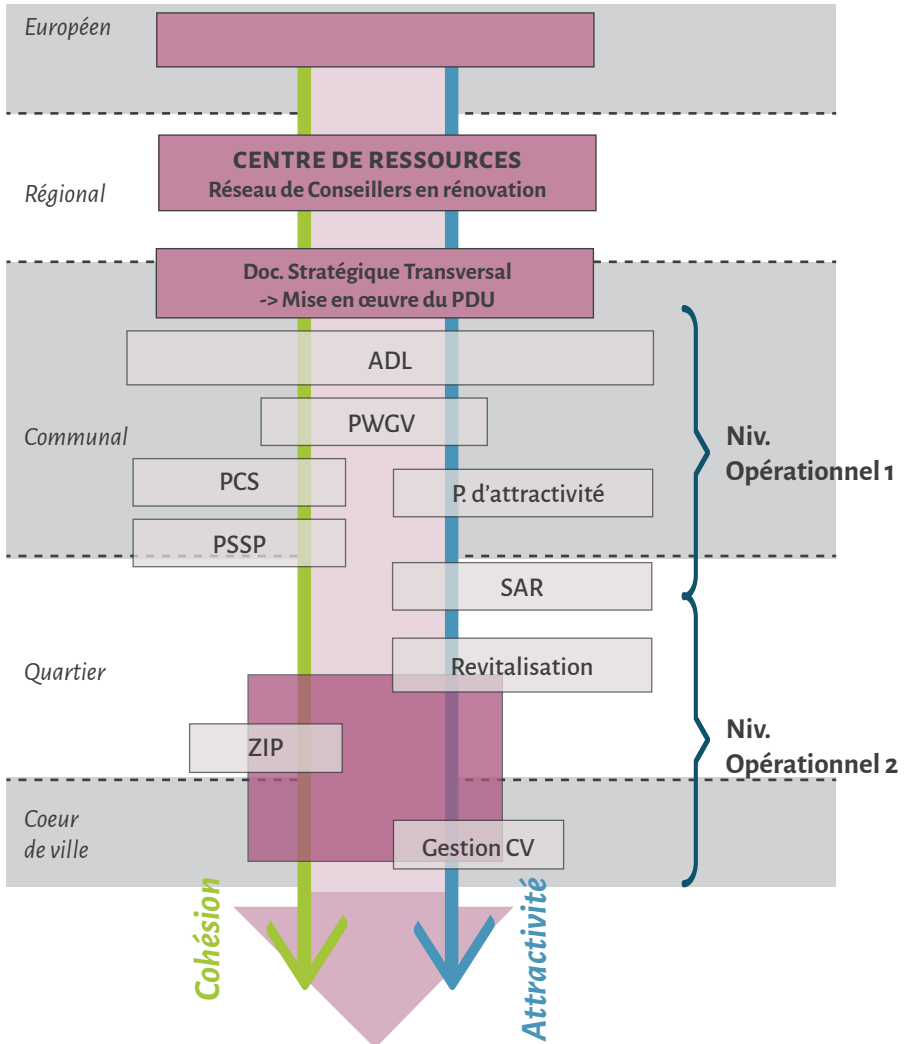 Européen
CENTRE DE RESSOURCES
Réseau de Conseillers en rénovation
Régional
Doc. Stratégique Transversal
-> Mise en œuvre du PDU
ADL
PWGV
Communal
Niv.
Opérationnel 1
PCS
P. d'attractivité
PSSP
SAR
Quartier
Revitalisation
ZIP
Niv.
Opérationnel 2
Coeur
de ville
Gestion CV
Cohésion
Attractivité